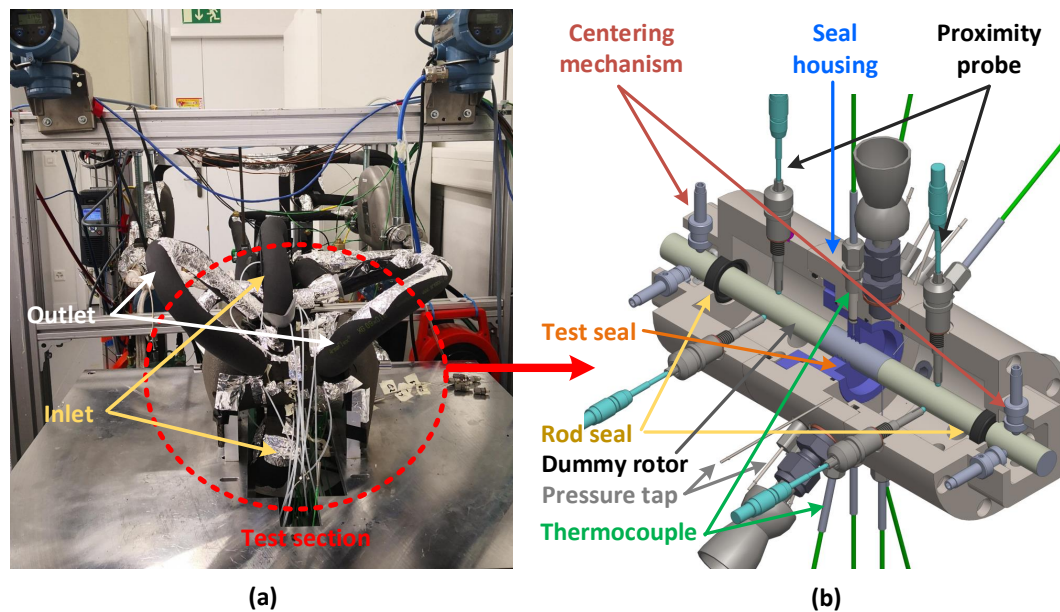 Centering
mechanism
Seal
housing
Proximity
probe
Outlet
Inlet
Test section
Test seal
Rod seal
Dummy rotor
Pressure tap
Thermocouple
(a)
(b)